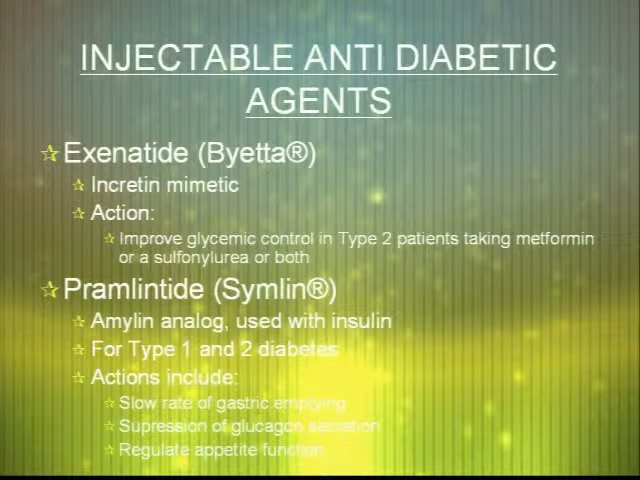 INJECTABLE ANTI DIABETIC
AGENTS
Exenatide (Byetta®)
Incretin mimetic
Action:
Improve glycemic control in Type 2 patients taking metformin
or a sulfonylurea or both
Pramlintide (Symlin®)
Amylin analog, used with insulin
For Type 1 and 2 diabetes
Actions include:
Slow rate of gastric emptying
Supression of glucagon secretion
Regulate appetite function